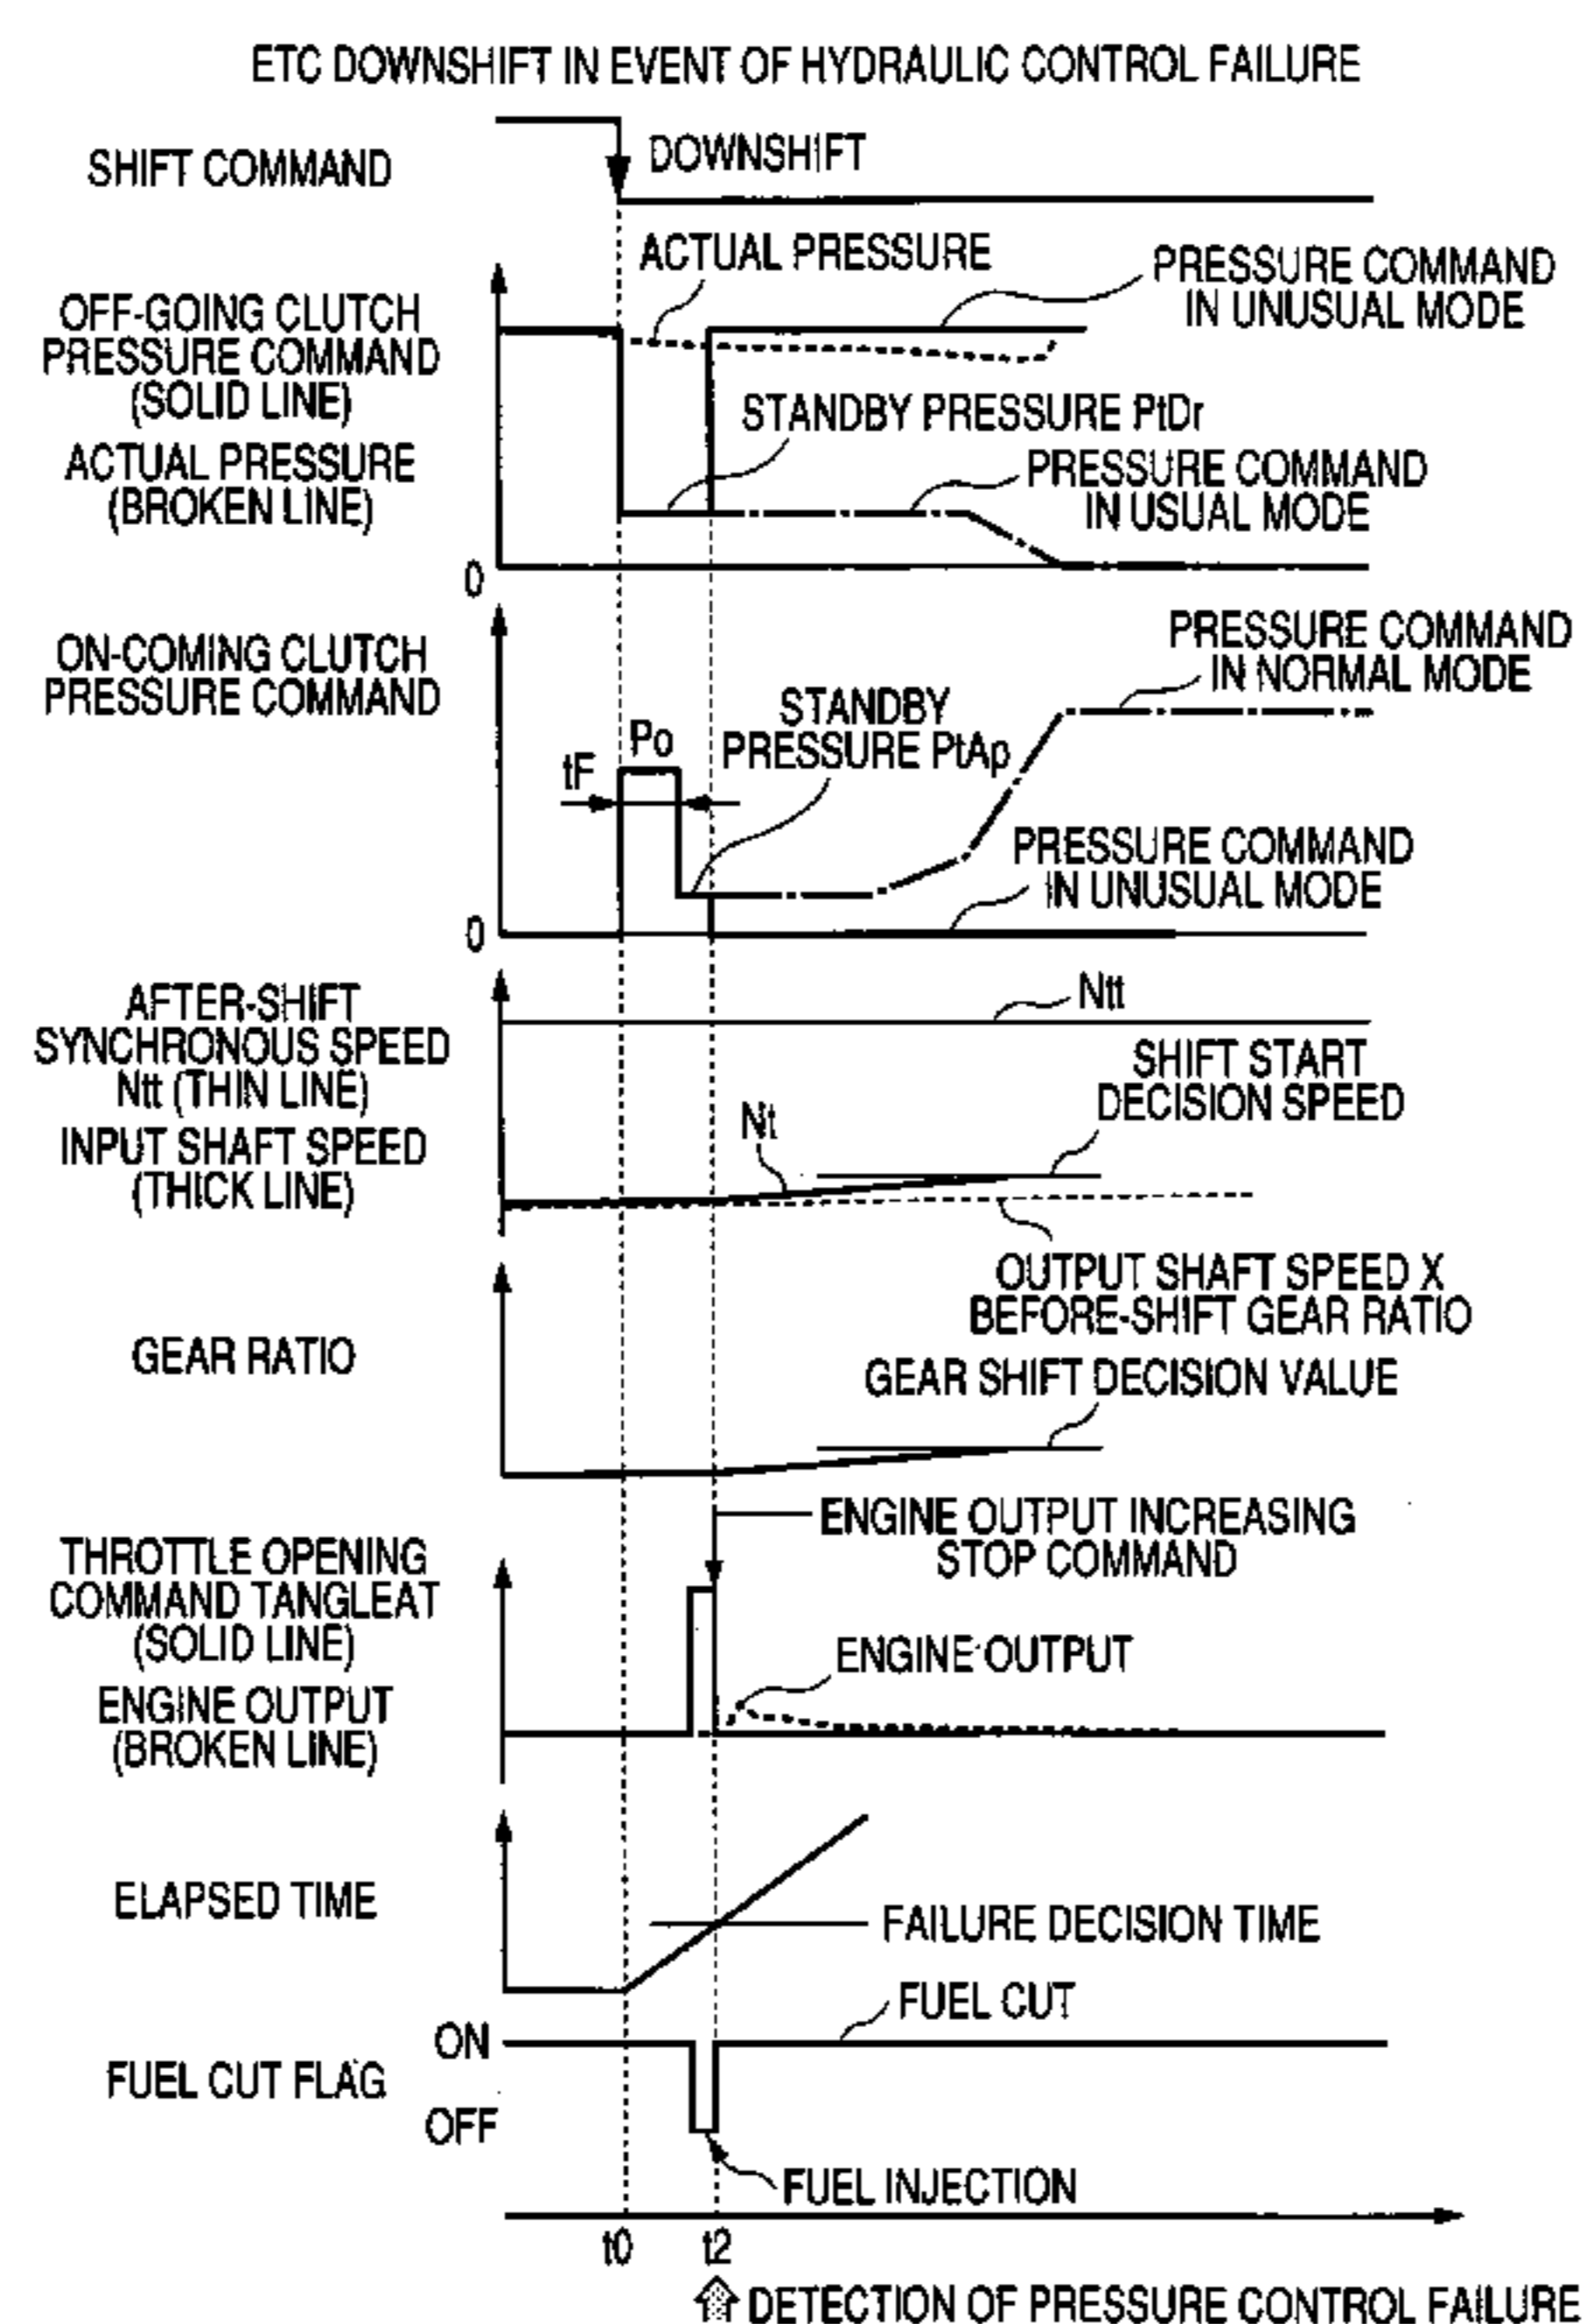 ETC DOWNSHIFT IN EVENT OF HYDRAULIC CONTROL FAILURE
SHIFT COMMAND
DOWNSHIFT
ACTUAL PRESSURE
PRESSURE COMMAND
IN UNUSUAL MODE
OFF-GOING CLUTCH
PRESSURE COMMAND
(SOLID LINE)
ACTUAL PRESSURE
(BROKEN LINE)
STANDBY PRESSURE PtDr
PRESSURE COMMAND
IN USUAL MODE
0
ON-COMING CLUTCH
PRESSURE COMMAND
PRESSURE COMMAND
IN NORMAL MODE
STANDBY
PRESSURE PtAp
Po
tF
PRESSURE COMMAND
IN UNUSUAL MODE
0
AFTER-SHIFT
SYNCHRONOUS SPEED
Ntt (THIN LINE)
INPUT SHAFT SPEED
(THICK LINE)
Ntt
SHIFT START
DECISION SPEED
Nt
OUTPUT SHAFT SPEED X
BEFORE-SHIFT GEAR RATIO
GEAR RATIO
GEAR SHIFT DECISION VALUE
ENGINE OUTPUT INCREASING
STOP COMMAND
THROTTLE OPENING
COMMAND TANGLEAT
(SOLID LINE)
ENGINE OUTPUT
(BROKEN LINE)
ENGINE OUTPUT
ELAPSED TIME
FAILURE DECISION TIME
FUEL CUT
ON
FUEL CUT FLAG
OFF
FUEL INJECTION
t0
t2
DETECTION OF PRESSURE CONTROL FAILURE